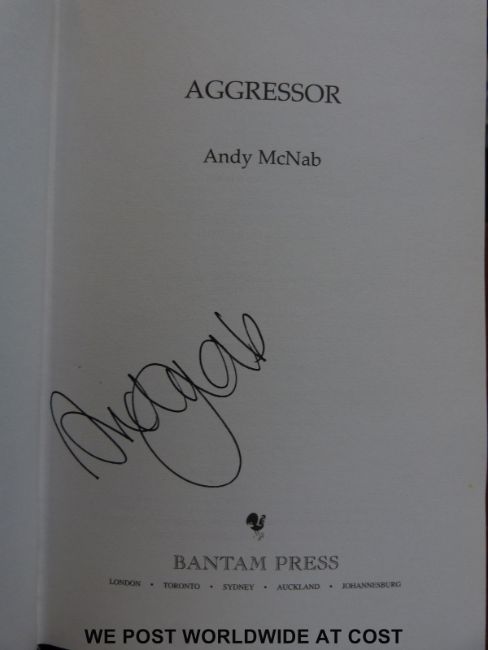 AGGRESSOR
Andy McNab
BANTAM PRESS
LONDON • TORONTO • SYDNEY • AUCKLAND • JOHANNESBURG
WE POST WORLDWIDE AT COST